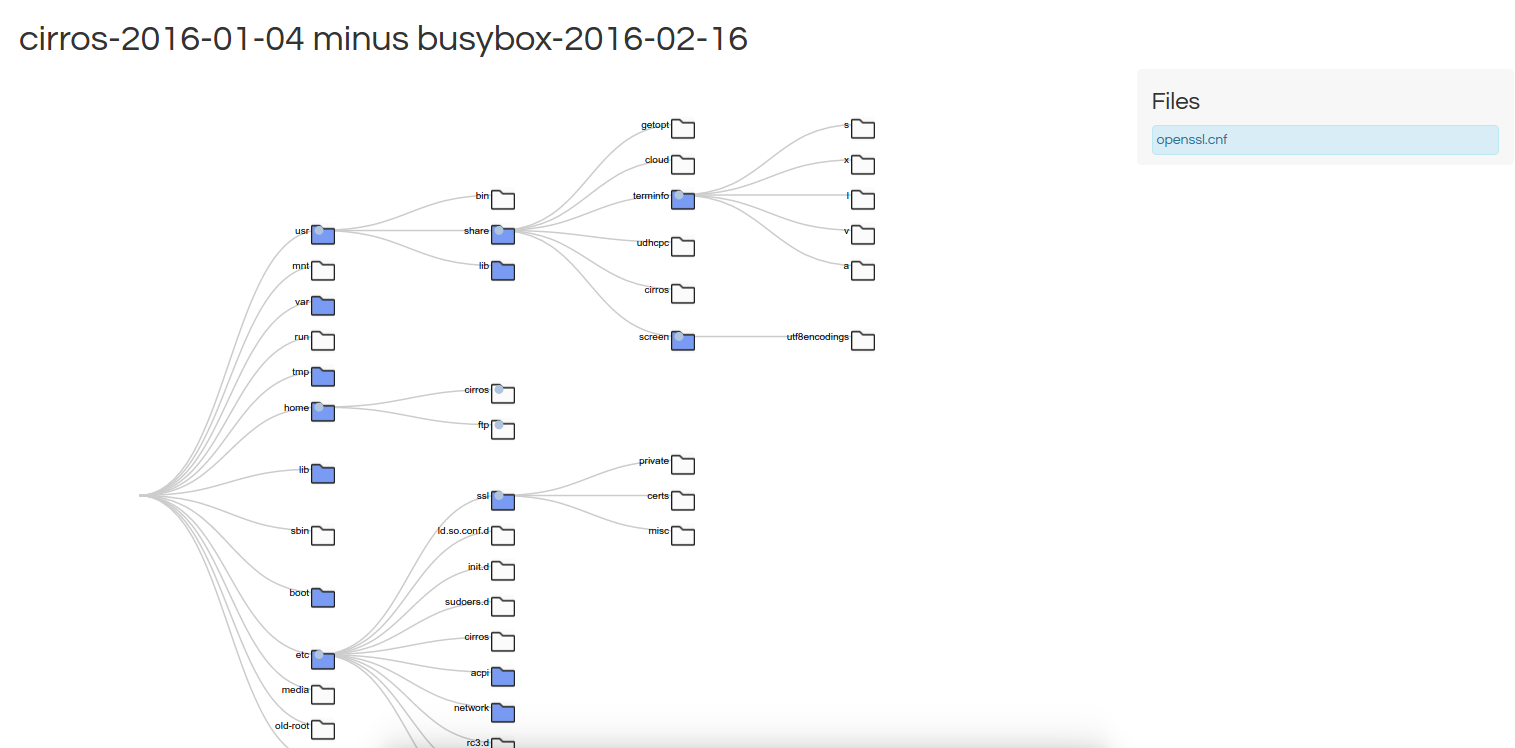 cirros-2016-01-04 minus busybox-2016-02-16
Files
openssl.cnf
getopt
s
cloud
x
bin
terminfo
l
usr
share
v
udhcpc
mnt
lib
a
cirros
var
run
screen
utf8encodings
tmp
cirros
home
ftp
private
lib
ssl
certs
sbin
ld.so.conf.d
misc
init.d
boot
sudoers.d
cirros
etc
acpi
media
network
old-root
rc3.d